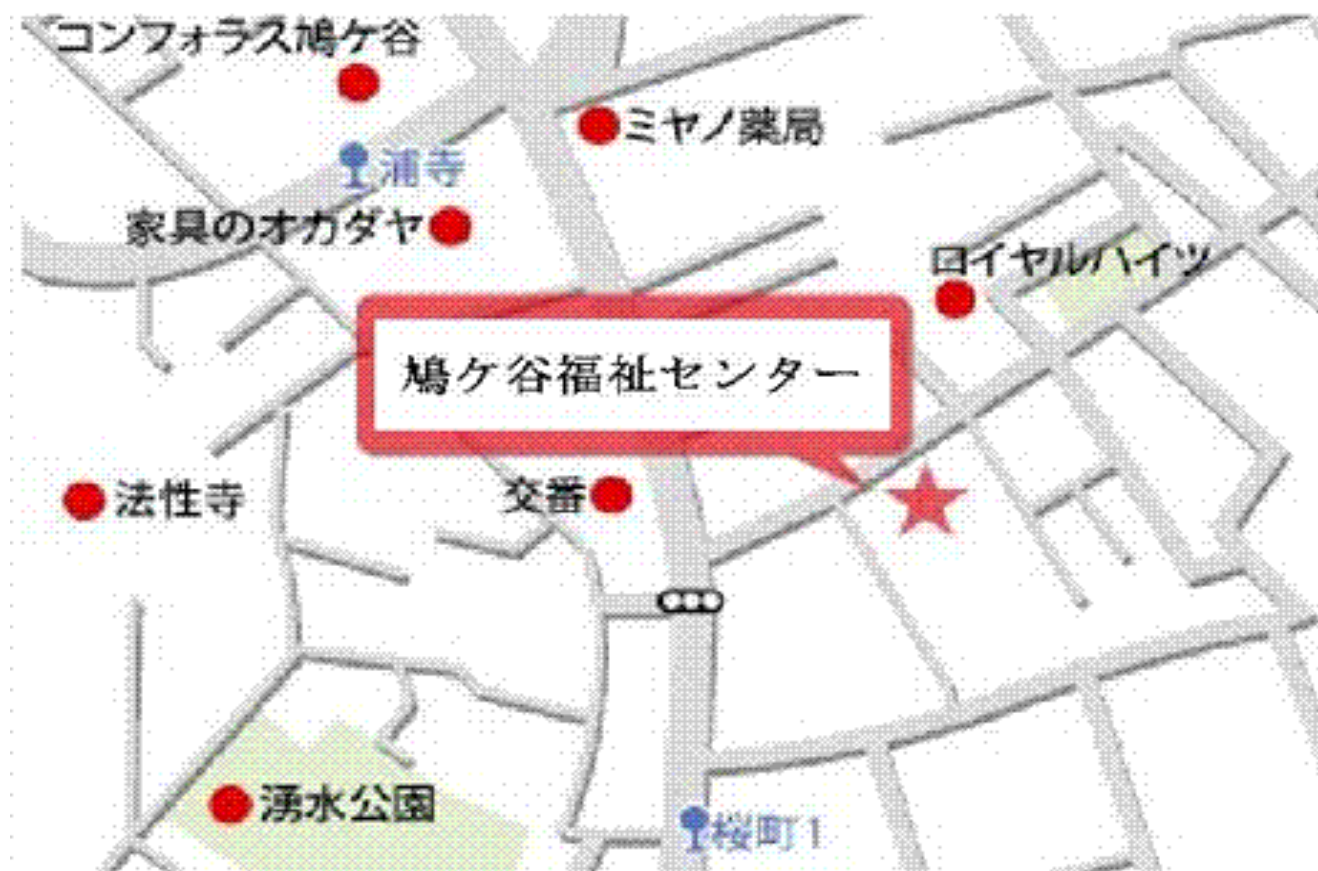 コンフォラス鳩ケ谷
ミヤノ薬局
浦寺
家具のオカダヤ
ロイヤルハイツ
鳩ケ谷福祉センター
法性寺
交番
湧水公園
桜町1